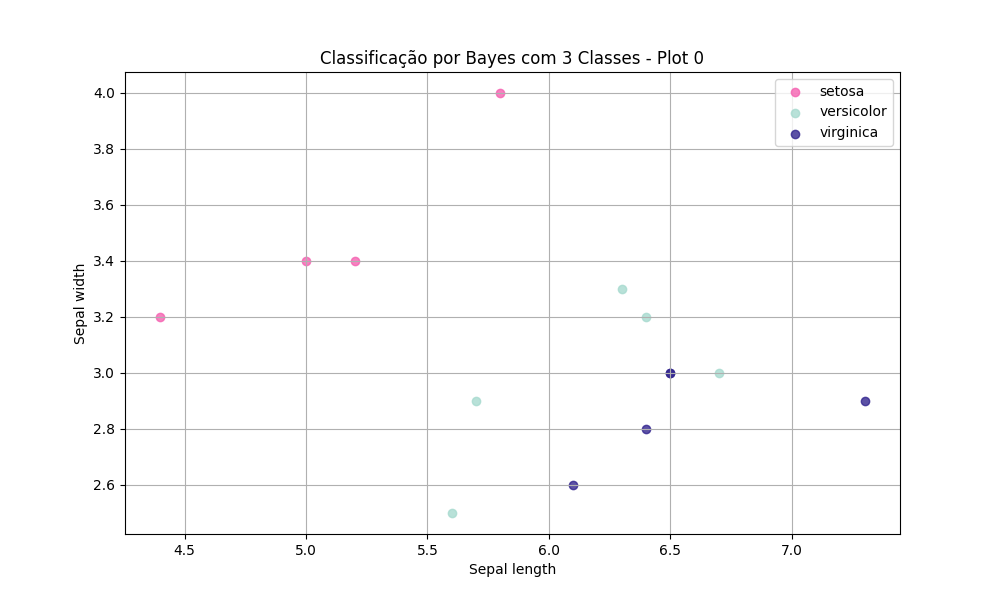 Classificação por Bayes com 3 Classes - Plot 0
setosa
versicolor
virginica
4.0
3.8
3.6
3.4
3.2
3.0
2.8
2.6
Sepal width
4.5 5.0 5.5 6.0 6.5 7.0
Sepal length